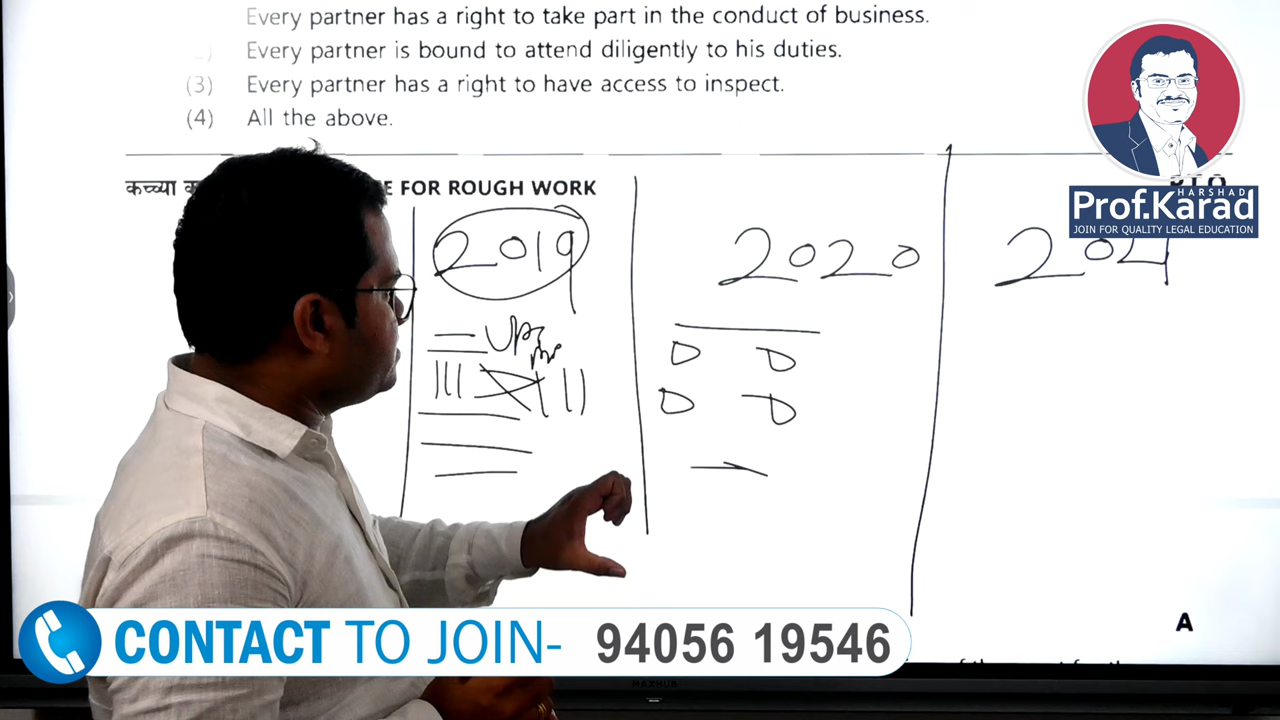 Every partner has a right to take part in the conduct of business.
Every partner is bound to attend diligently to his duties.
(3) Every partner has a right to have access to inspect.
(4) All the above.
कच्च्या FOR ROUGH WORK
HARSHAD
Prof.Karad
JOIN FOR QUALITY LEGAL EDUCATION
2019 2020
A
CONTACT TO JOIN- 94056 19546
MAXHUB